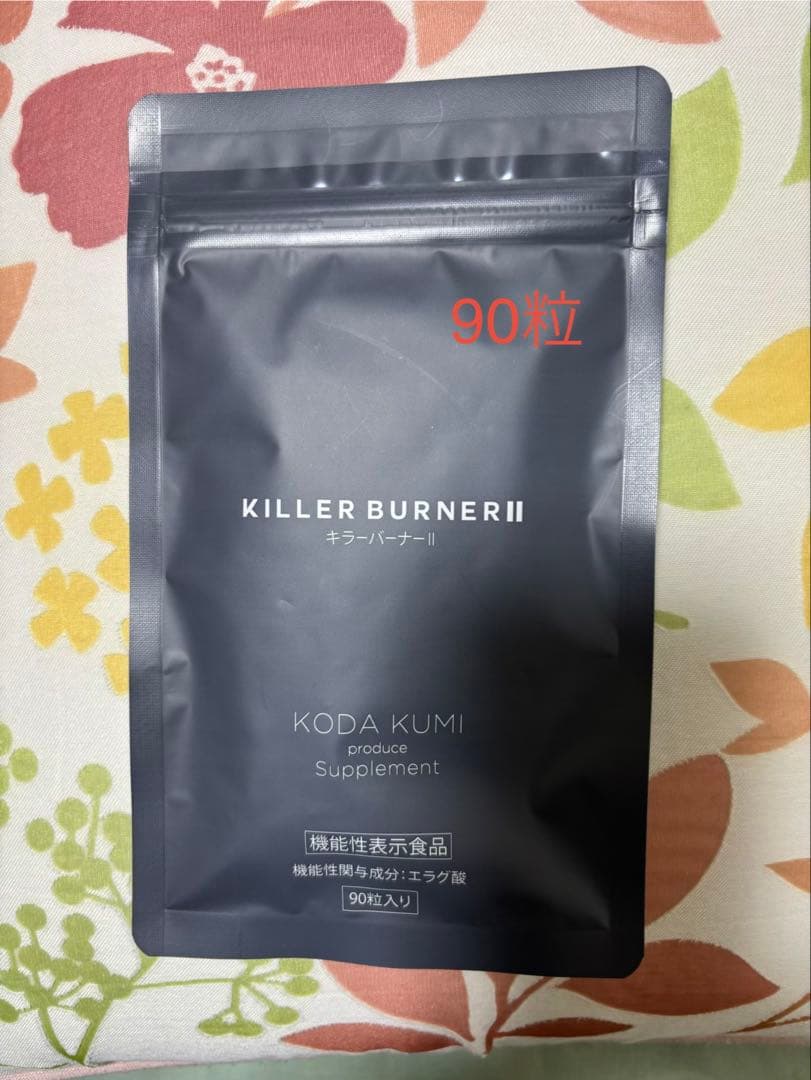 90粒
KILLER BURNERⅡ
キラーバーナーⅡ
KODA KUMI
produce
Supplement
機能性表示食品
機能性関与成分:エラグ酸
90粒入り